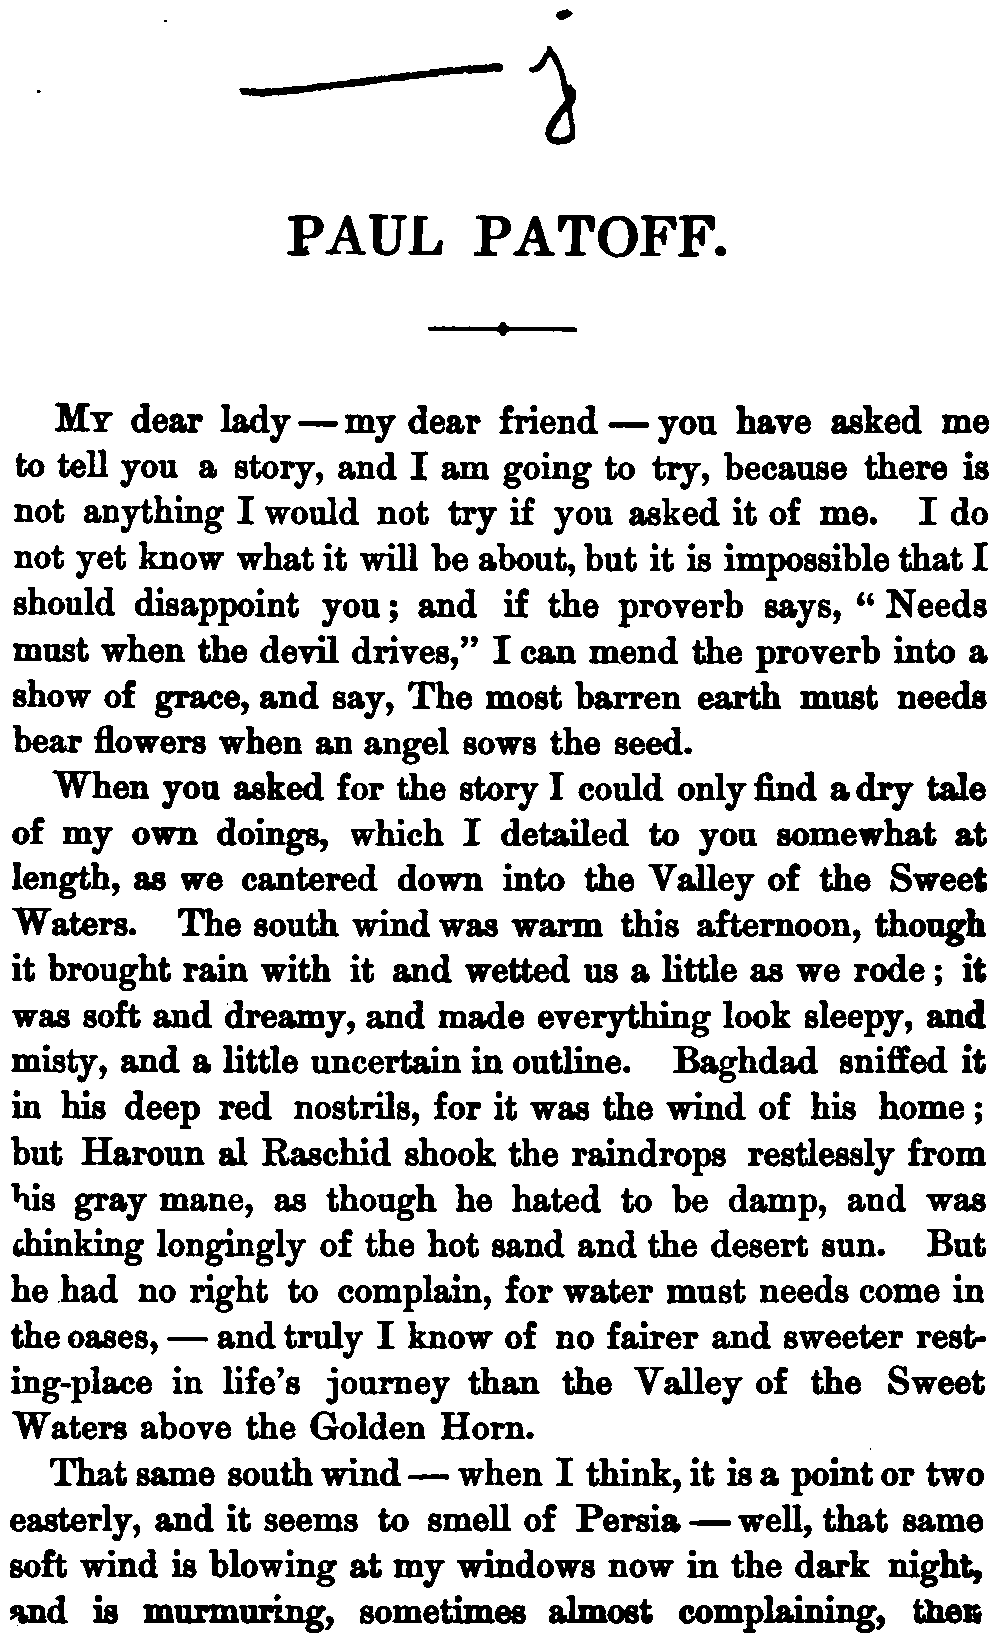 PAUL PATOFF.
My dear lady — my dear friend — you have asked me
to tell you a story, and I am going to try, because there is
not anything I would not try if you asked it of me. I do
not yet know what it will be about, but it is impossible that I
should disappoint you; and if the proverb says, “Needs
must when the devil drives,” I can mend the proverb into a
show of grace, and say, The most barren earth must needs
bear flowers when an angel sows the seed.
When you asked for the story I could only find a dry tale
of my own doings, which I detailed to you somewhat at
length, as we cantered down into the Valley of the Sweet
Waters. The south wind was warm this afternoon, though
it brought rain with it and wetted us a little as we rode; it
was soft and dreamy, and made everything look sleepy, and
misty, and a little uncertain in outline. Baghdad sniffed it
in his deep red nostrils, for it was the wind of his home;
but Haroun al Raschid shook the raindrops restlessly from
his gray mane, as though he hated to be damp, and was
thinking longingly of the hot sand and the desert sun. But
he had no right to complain, for water must needs come in
the oases, — and truly I know of no fairer and sweeter rest-
ing-place in life's journey than the Valley of the Sweet
Waters above the Golden Horn.
That same south wind — when I think, it is a point or two
easterly, and it seems to smell of Persia — well, that same
soft wind is blowing at my windows now in the dark night,
and is murmuring, sometimes almost complaining, then